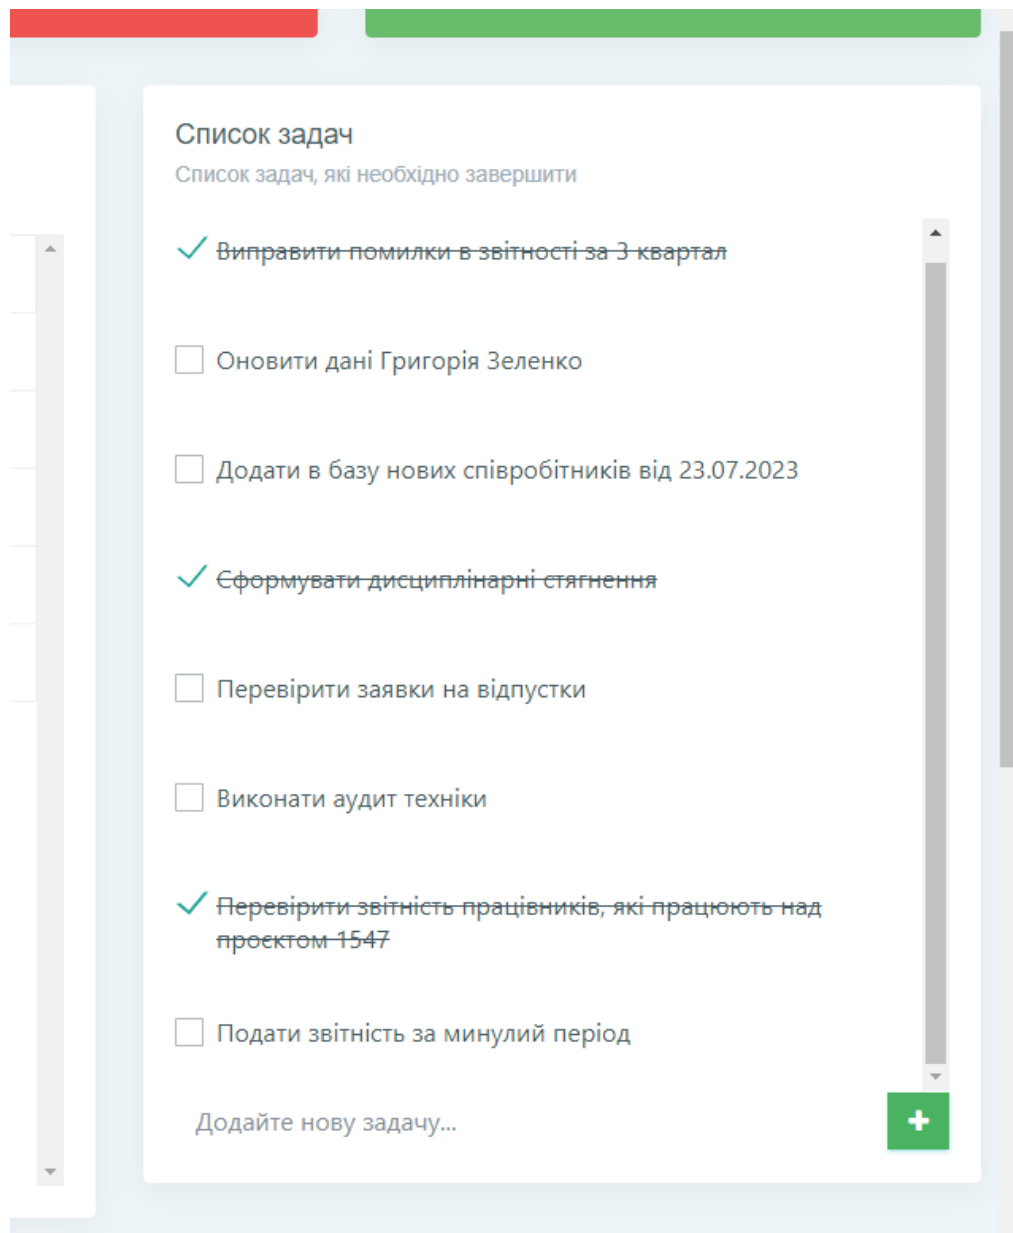 Список задач
Список задач, які необхідно завершити
Виправити помилки в звітності за 3 квартал
Оновити дані Григорія Зеленко
Додати в базу нових співробітників від 23.07.2023
Сформувати дисциплінарні стягнення
Перевірити заявки на відпустки
Виконати аудит техніки
Перевірити звітність працівників, які працюють над
проєктом 1547
Подати звітність за минулий період
Додайте нову задачу...